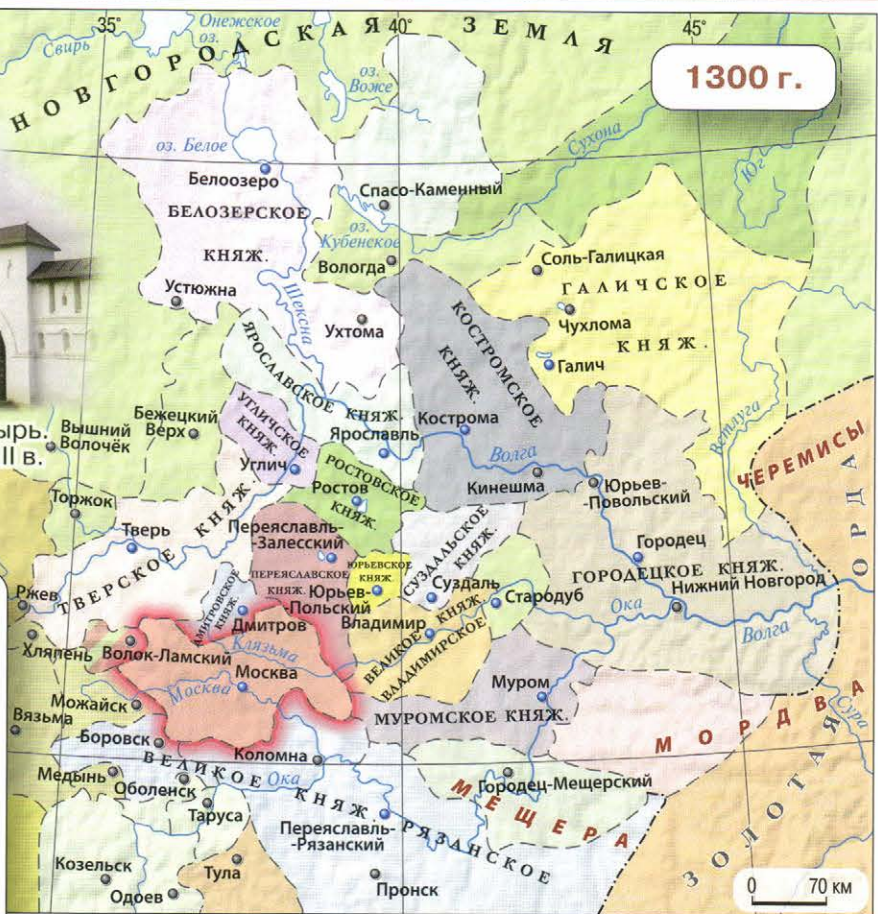 35°
40°
45°
1300 г.
НОВГОРОДСКАЯ ЗЕМЛЯ
Онежское
оз.
Свирь
оз.
Воже
Сухона
Юг
оз. Белое
Белоозеро
БЕЛОЗЕРСКОЕ
КНЯЖ.
Спасо-Каменный
оз.
Кубенское
Вологда
Соль-Галицкая
ГАЛИЧСКОЕ
КНЯЖ.
Чухлома
Галич
Устюжна
Шексна
Ухтома
КОСТРОМСКОЕ
КНЯЖ.
ЯРОСЛАВСКОЕ КНЯЖ.
Кострома
Ярославль
Волга
Ветлуга
ЧЕРЕМИСЫ
ырь.
II в.
Вышний
Волочёк
Бежецкий
Верх
УГЛИЧСКОЕ
КНЯЖ.
Углич
РОСТОВСКОЕ
КНЯЖ.
Ростов
Кинешма
Юрьев-
-Повольский
Торжок
Тверь
ТВЕРСКОЕ КНЯЖ.
Переяславль-
-Залесский
ПЕРЕЯСЛАВСКОЕ
КНЯЖ.
ЮРЬЕВСКОЕ
КНЯЖ.
Юрьев-
-Польский
СУЗДАЛЬСКОЕ
КНЯЖ.
Суздаль
Городец
ГОРОДЕЦКОЕ КНЯЖ.
Нижний Новгород
Стародуб
Ока
Волга
Ржев
ДМИТРОВСКОЕ
КНЯЖ.
Дмитров
Владимир
ВЕЛИКОЕ КНЯЖ.
ВЛАДИМИРСКОЕ
Хлепень
Волок-Ламский
Клязьма
Москва
Москва
Муром
МУРОМСКОЕ КНЯЖ.
МОРДВА
Сура
Можайск
Вязьма
Боровск
Коломна
ВЕЛИКОЕ КНЯЖ. РЯЗАНСКОЕ
Медынь
Оболенск
Ока
Городец-Мещерский
МЕЩЕРА
Таруса
Переяславль-
-Рязанский
Козельск
Тула
Одоев
Пронск
ЗОЛОТАЯ ОРДА
0 70 км